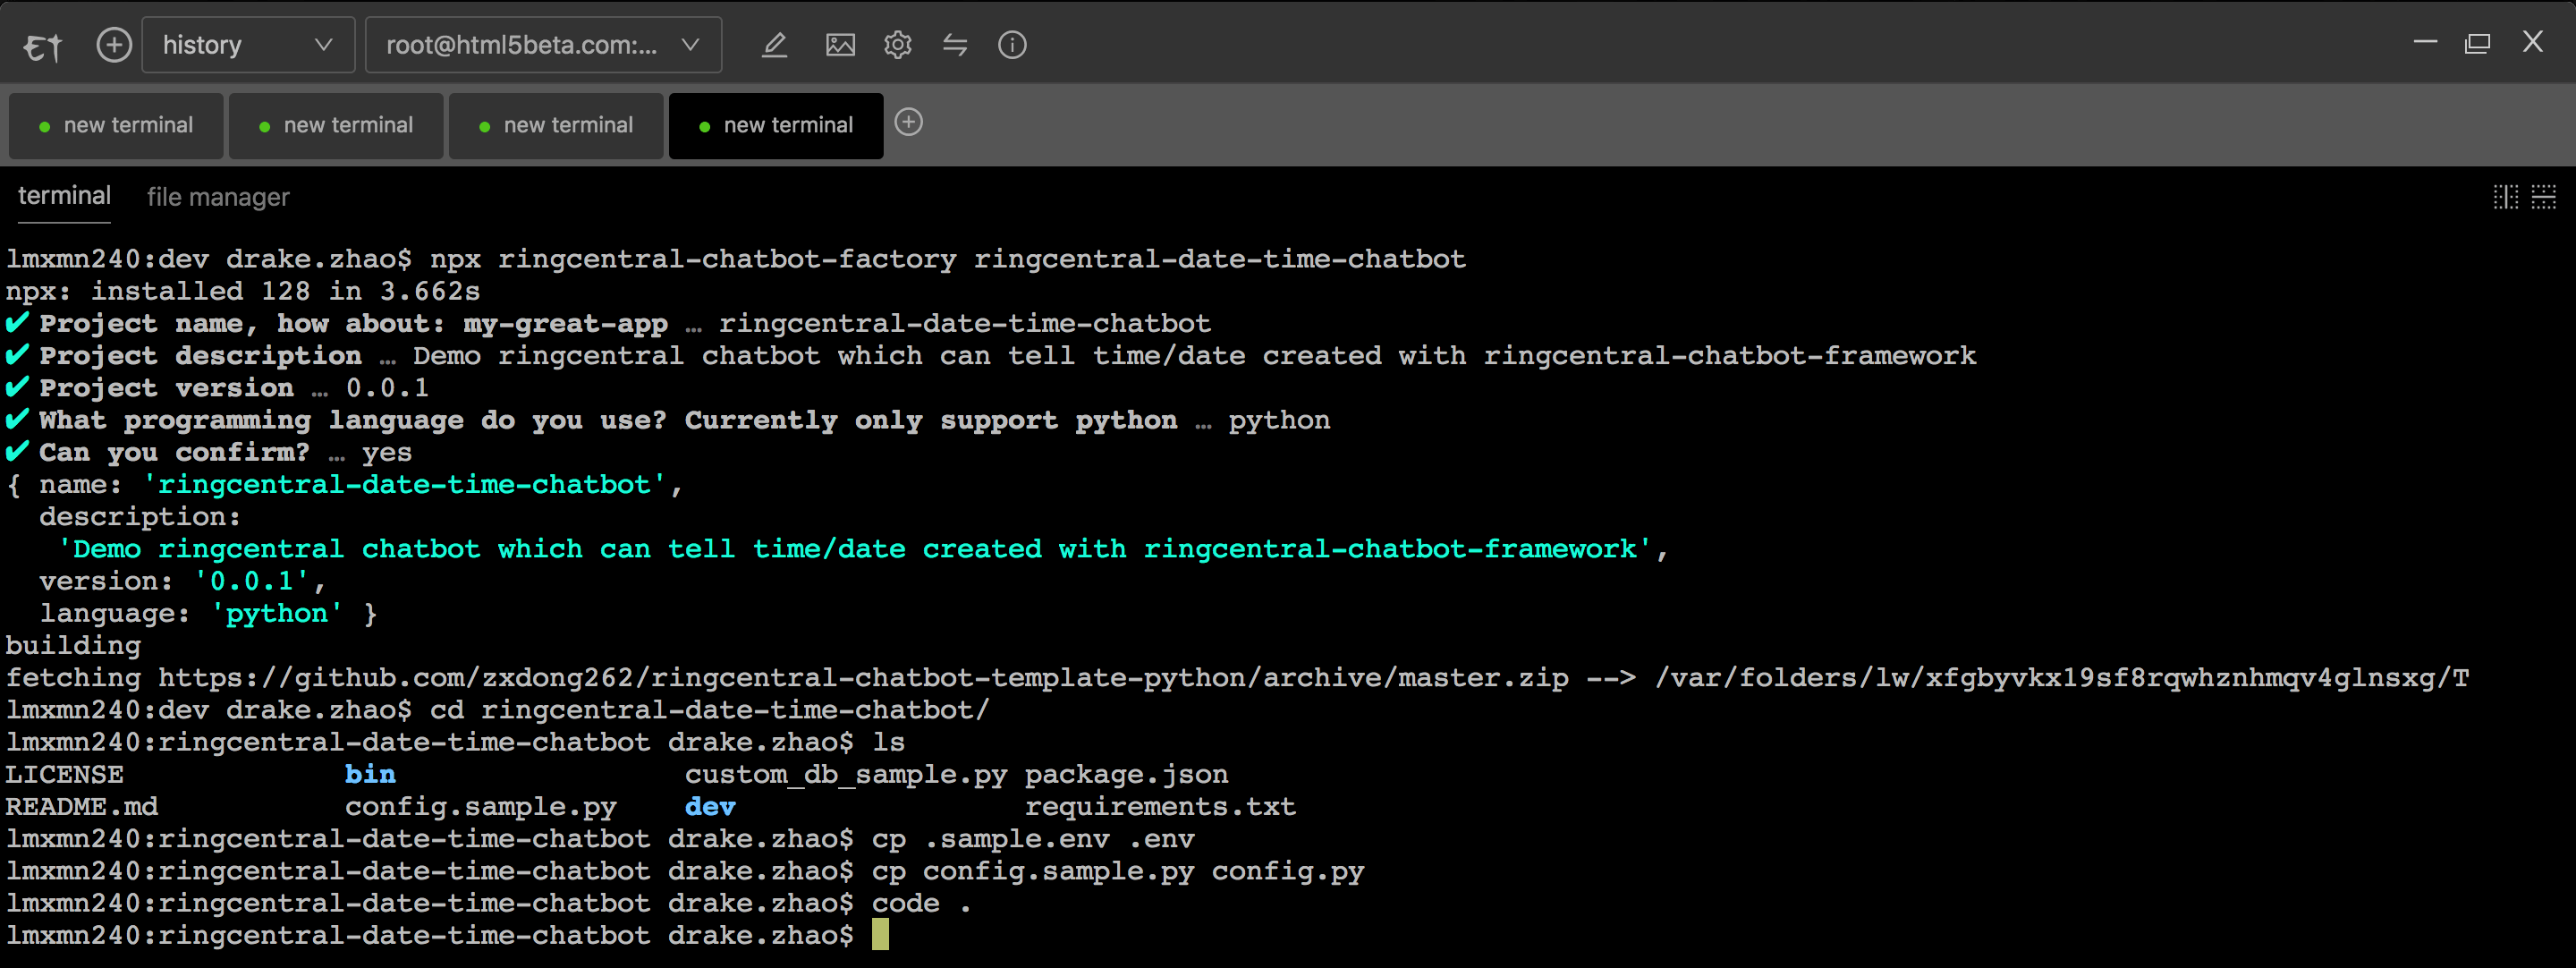 history root@html5beta.com:...
new terminal new terminal new terminal new terminal
terminal file manager
lmxmn240:dev drake.zhao$ npx ringcentral-chatbot-factory ringcentral-date-time-chatbot
npx: installed 128 in 3.662s
✔ Project name, how about: my-great-app … ringcentral-date-time-chatbot
✔ Project description … Demo ringcentral chatbot which can tell time/date created with ringcentral-chatbot-framework
✔ Project version … 0.0.1
✔ What programming language do you use? Currently only support python … python
✔ Can you confirm? … yes
{ name: 'ringcentral-date-time-chatbot',
  description:
   'Demo ringcentral chatbot which can tell time/date created with ringcentral-chatbot-framework',
  version: '0.0.1',
  language: 'python' }
building
fetching https://github.com/zxdong262/ringcentral-chatbot-template-python/archive/master.zip --> /var/folders/lw/xfgbyvkx19sf8rqwhznhmqv4glnsxg/T
lmxmn240:dev drake.zhao$ cd ringcentral-date-time-chatbot/
lmxmn240:ringcentral-date-time-chatbot drake.zhao$ ls
LICENSE             bin                 custom_db_sample.py package.json
README.md           config.sample.py    dev                 requirements.txt
lmxmn240:ringcentral-date-time-chatbot drake.zhao$ cp .sample.env .env
lmxmn240:ringcentral-date-time-chatbot drake.zhao$ cp config.sample.py config.py
lmxmn240:ringcentral-date-time-chatbot drake.zhao$ code .
lmxmn240:ringcentral-date-time-chatbot drake.zhao$